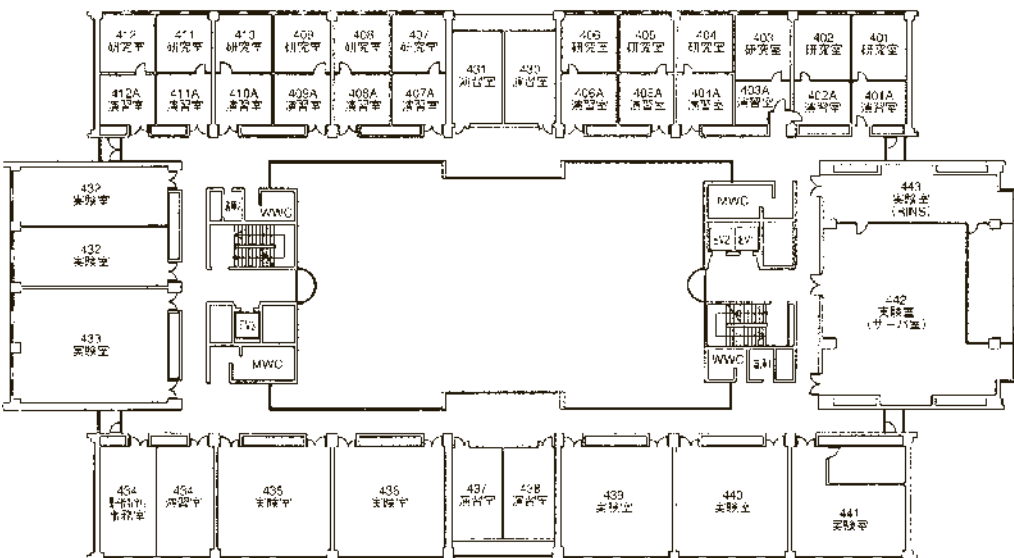 412
研究室
411
研究室
410
研究室
409
研究室
408
研究室
407
研究室
431
演習室
430
演習室
406
研究室
405
研究室
404
研究室
403
研究室
402
研究室
401
研究室
412A
演習室
411A
演習室
410A
演習室
409A
演習室
408A
演習室
407A
演習室
406A
演習室
405A
演習室
404A
演習室
403A
演習室
402A
演習室
401A
演習室
432
実験室
WWC
MWC
443
実験室
(RINS)
432
実験室
EV2
EV1
433
実験室
EV3
MWC
WWC
442
実験室
(サーバ室)
434
事務室
434
演習室
435
実験室
436
実験室
437
演習室
438
演習室
439
実験室
440
実験室
441
実験室